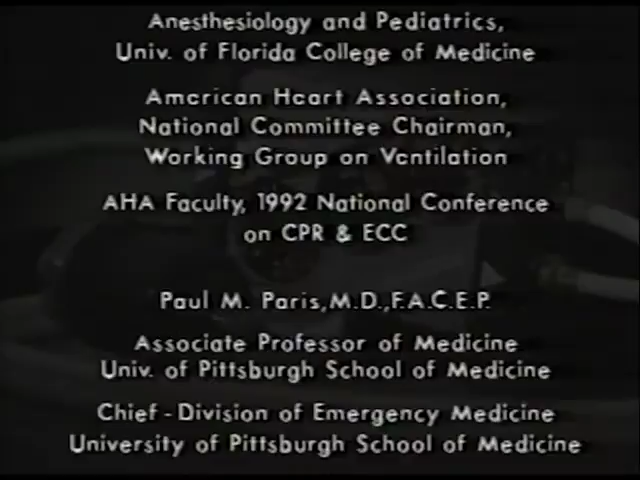 Anesthesiology and Pediatrics,
Univ. of Florida College of Medicine
American Heart Association,
National Committee Chairman,
Working Group on Ventilation
AHA Faculty, 1992 National Conference
on CPR & ECC
Paul M. Paris,M.D.,F.A.C.E.P.
Associate Professor of Medicine
Univ. of Pittsburgh School of Medicine
Chief-Division of Emergency Medicine
University of Pittsburgh School of Medicine